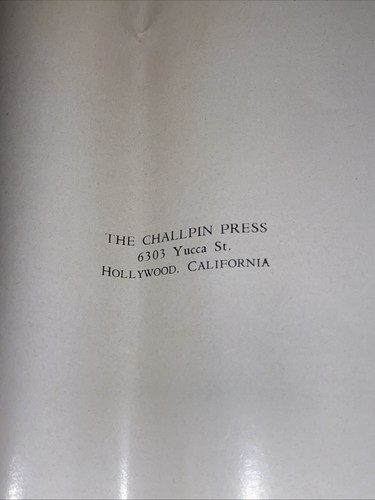 THE CHALLPIN PRESS
6303 Yucca St.
HOLLYWOOD, CALIFORNIA